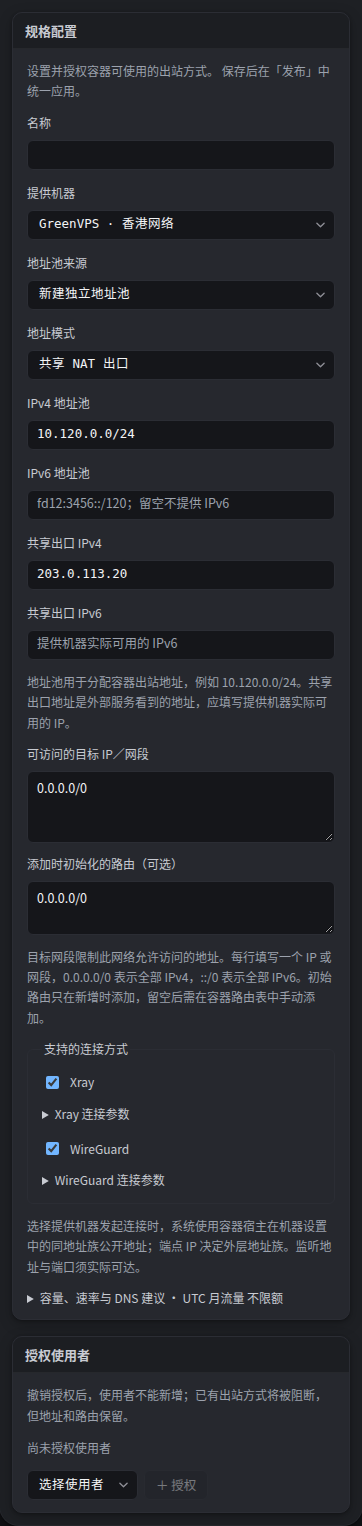 规格配置
设置并授权容器可使用的出站方式。 保存后在「发布」中
统一应用。
名称
提供机器
GreenVPS · 香港网络
地址池来源
新建独立地址池
地址模式
共享 NAT 出口
IPv4 地址池
10.120.0.0/24
IPv6 地址池
fd12:3456::/120；留空不提供 IPv6
共享出口 IPv4
203.0.113.20
共享出口 IPv6
提供机器实际可用的 IPv6
地址池用于分配容器出站地址，例如 10.120.0.0/24。共享
出口地址是外部服务看到的地址，应填写提供机器实际可
用的 IP。
可访问的目标 IP／网段
0.0.0.0/0
添加时初始化的路由（可选）
0.0.0.0/0
目标网段限制此网络允许访问的地址。每行填写一个 IP 或
网段，0.0.0.0/0 表示全部 IPv4，::/0 表示全部 IPv6。初始
路由只在新增时添加，留空后需在容器路由表中手动添
加。
支持的连接方式
Xray
▶ Xray 连接参数
WireGuard
▶ WireGuard 连接参数
选择提供机器发起连接时，系统使用容器宿主在机器设置
中的同地址族公开地址；端点 IP 决定外层地址族。监听地
址与端口须实际可达。
▶ 容量、速率与 DNS 建议 · UTC 月流量 不限额
授权使用者
撤销授权后，使用者不能新增；已有出站方式将被阻断，
但地址和路由保留。
尚未授权使用者
选择使用者
＋ 授权